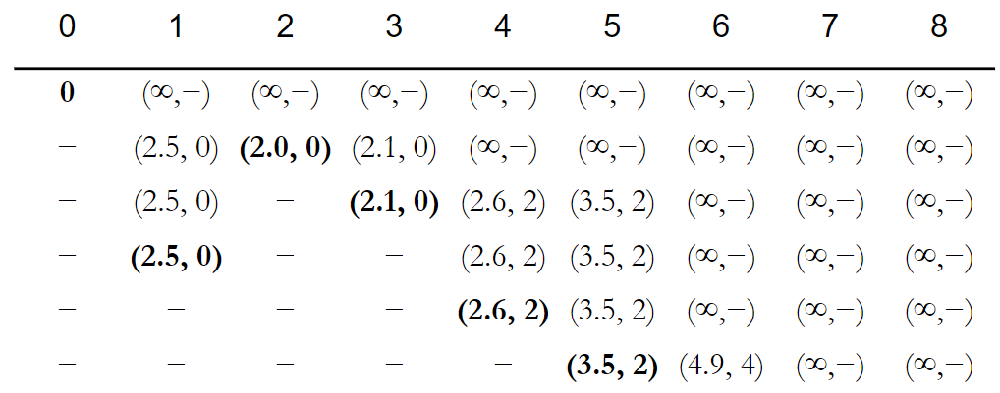 0 1 2 3 4 5 6 7 8
0 (∞,−) (∞,−) (∞,−) (∞,−) (∞,−) (∞,−) (∞,−) (∞,−)
− (2.5, 0) (2.0, 0) (2.1, 0) (∞,−) (∞,−) (∞,−) (∞,−) (∞,−)
− (2.5, 0) − (2.1, 0) (2.6, 2) (3.5, 2) (∞,−) (∞,−) (∞,−)
− (2.5, 0) − − (2.6, 2) (3.5, 2) (∞,−) (∞,−) (∞,−)
− − − − (2.6, 2) (3.5, 2) (∞,−) (∞,−) (∞,−)
− − − − − (3.5, 2) (4.9, 4) (∞,−) (∞,−)